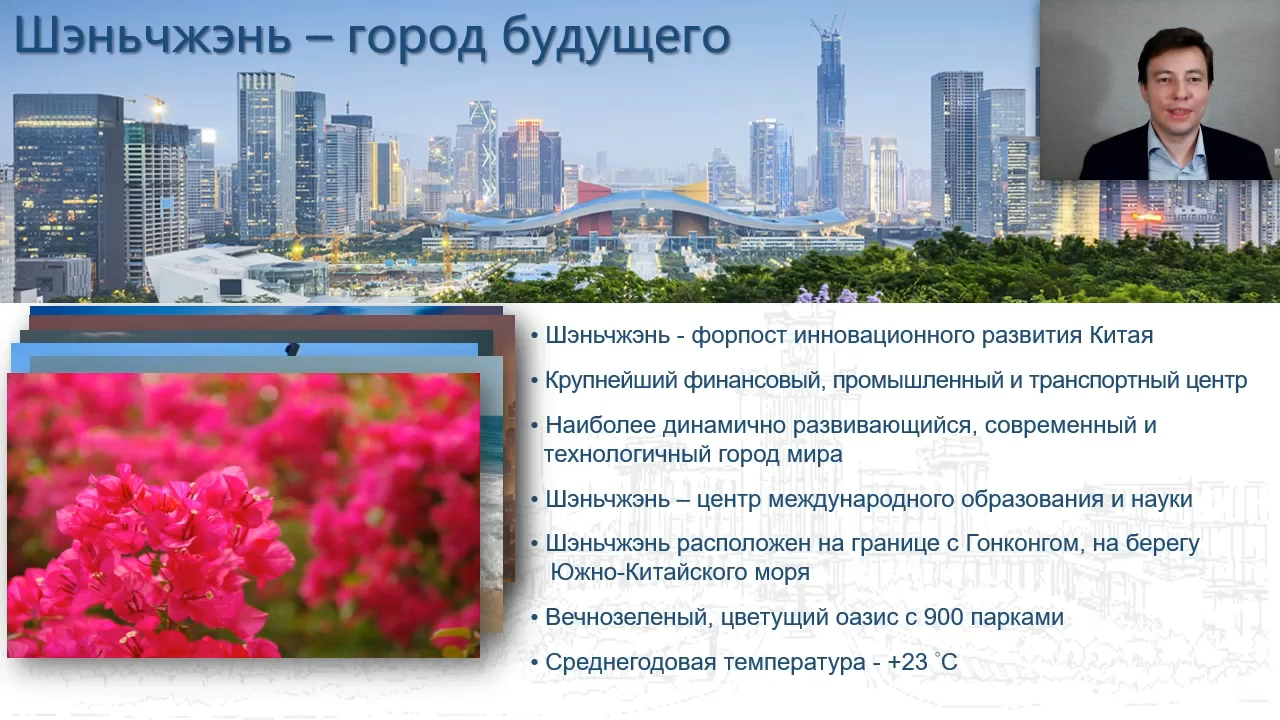 Шэньчжэнь – город будущего
• Шэньчжэнь - форпост инновационного развития Китая
• Крупнейший финансовый, промышленный и транспортный центр
• Наиболее динамично развивающийся, современный и
технологичный город мира
• Шэньчжэнь – центр международного образования и науки
• Шэньчжэнь расположен на границе с Гонконгом, на берегу
Южно-Китайского моря
• Вечнозеленый, цветущий оазис с 900 парками
• Среднегодовая температура - +23 °С